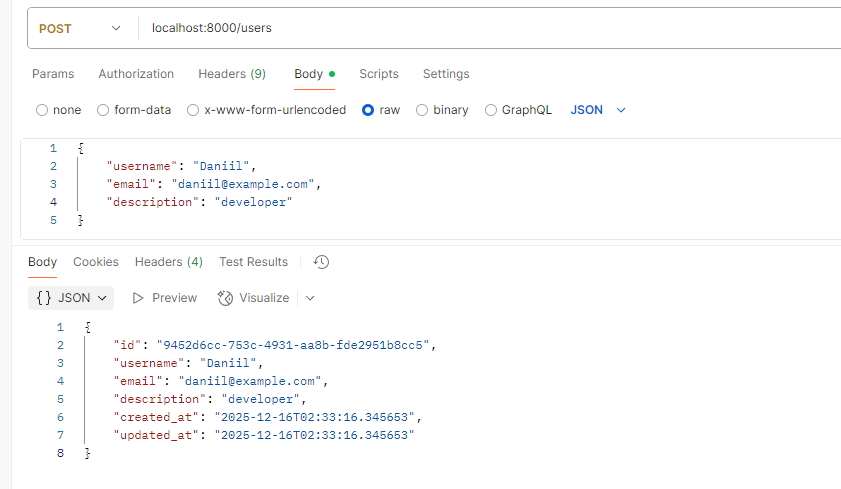 POST localhost:8000/users
Params Authorization Headers (9) Body Scripts Settings
none form-data x-www-form-urlencoded raw binary GraphQL JSON
1 {
2 "username": "Daniil",
3 "email": "daniil@example.com",
4 "description": "developer"
5 }
Body Cookies Headers (4) Test Results
{} JSON Preview Visualize
1 {
2 "id": "9452d6cc-753c-4931-aa8b-fde2951b8cc5",
3 "username": "Daniil",
4 "email": "daniil@example.com",
5 "description": "developer",
6 "created_at": "2025-12-16T02:33:16.345653",
7 "updated_at": "2025-12-16T02:33:16.345653"
8 }